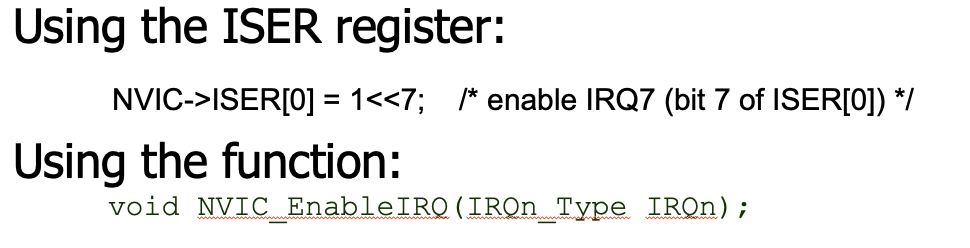 Using the ISER register:
NVIC->ISER[0] = 1<<7; /* enable IRQ7 (bit 7 of ISER[0]) */
Using the function:
void NVIC_EnableIRQ(IRQn_Type IRQn);